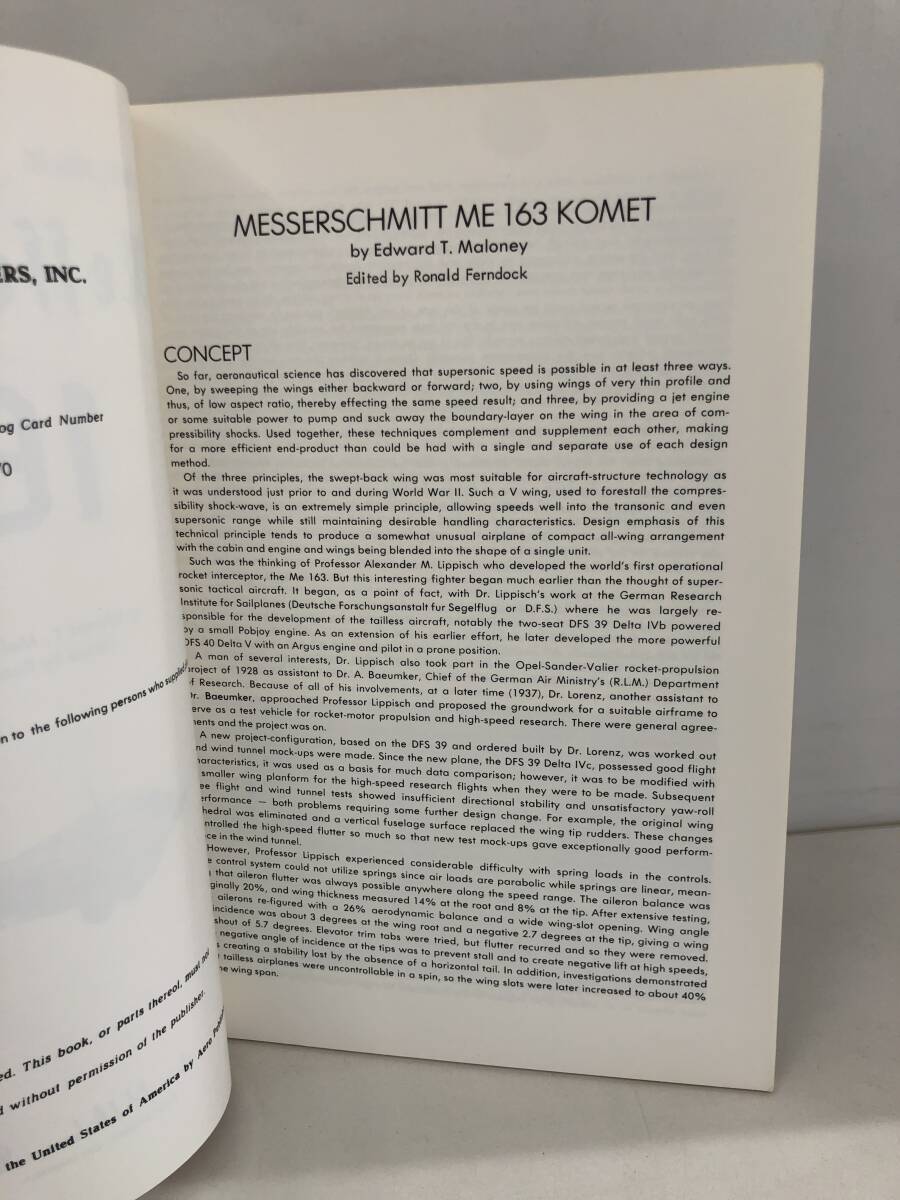 ERS, INC.
og Card Number
n to the following persons who supplied
ed. This book, or parts thereof, must not
d without permission of the publisher.
the United States of America by Aero
MESSERSCHMITT ME 163 KOMET
by Edward T. Maloney
Edited by Ronald Ferndock
CONCEPT
So far, aeronautical science has discovered that supersonic speed is possible in at least three ways.
One, by sweeping the wings either backward or forward; two, by using wings of very thin profile and
thus, of low aspect ratio, thereby effecting the same speed result; and three, by providing a jet engine
or some suitable power to pump and suck away the boundary-layer on the wing in the area of com-
pressibility shocks. Used together, these techniques complement and supplement each other, making
for a more efficient end-product than could be had with a single and separate use of each design
method.
Of the three principles, the swept-back wing was most suitable for aircraft-structure technology as
it was understood just prior to and during World War II. Such a V wing, used to forestall the compres-
sibility shock-wave, is an extremely simple principle, allowing speeds well into the transonic and even
supersonic range while still maintaining desirable handling characteristics. Design emphasis of this
technical principle tends to produce a somewhat unusual airplane of compact all-wing arrangement
with the cabin and engine and wings being blended into the shape of a single unit.
Such was the thinking of Professor Alexander M. Lippisch who developed the world's first operational
rocket interceptor, the Me 163. But this interesting fighter began much earlier than the thought of super-
sonic tactical aircraft. It began, as a point of fact, with Dr. Lippisch's work at the German Research
Institute for Sailplanes (Deutsche Forschungsanstalt fur Segelflug or D.F.S.) where he was largely re-
sponsible for the development of the tailless aircraft, notably the two-seat DFS 39 Delta IVb powered
by a small Pobjoy engine. As an extension of his earlier effort, he later developed the more powerful
DFS 40 Delta V with an Argus engine and pilot in a prone position.
A man of several interests, Dr. Lippisch also took part in the Opel-Sander-Valier rocket-propulsion
project of 1928 as assistant to Dr. A. Baeumker, Chief of the German Air Ministry's (R.L.M.) Department
of Research. Because of all of his involvements, at a later time (1937), Dr. Lorenz, another assistant to
Dr. Baeumker, approached Professor Lippisch and proposed the groundwork for a suitable airframe to
erve as a test vehicle for rocket-motor propulsion and high-speed research. There were general agree-
ents and the project was on.
A new project-configuration, based on the DFS 39 and ordered built by Dr. Lorenz, was worked out
nd wind tunnel mock-ups were made. Since the new plane, the DFS 39 Delta IVc, possessed good flight
haracteristics, it was used as a basis for much data comparison; however, it was to be modified with
smaller wing planform for the high-speed research flights when they were to be made. Subsequent
ee flight and wind tunnel tests showed insufficient directional stability and unsatisfactory yaw-roll
erformance — both problems requiring some further design change. For example, the original wing
hedral was eliminated and a vertical fuselage surface replaced the wing tip rudders. These changes
ntrolled the high-speed flutter so much so that new test mock-ups gave exceptionally good perform-
ce in the wind tunnel.
However, Professor Lippisch experienced considerable difficulty with spring loads in the controls.
e control system could not utilize springs since air loads are parabolic while springs are linear, mean-
that aileron flutter was always possible anywhere along the speed range. The aileron balance was
ginally 20%, and wing thickness measured 14% at the root and 8% at the tip. After extensive testing,
ailerons re-figured with a 26% aerodynamic balance and a wide wing-slot opening. Wing angle
incidence was about 3 degrees at the wing root and a negative 2.7 degrees at the tip, giving a wing
shout of 5.7 degrees. Elevator trim tabs were tried, but flutter recurred and so they were removed.
negative angle of incidence at the tips was to prevent stall and to create negative lift at high speeds,
s creating a stability lost by the absence of a horizontal tail. In addition, investigations demonstrated
tailless airplanes were uncontrollable in a spin, so the wing slots were later increased to about 40%
he wing span.